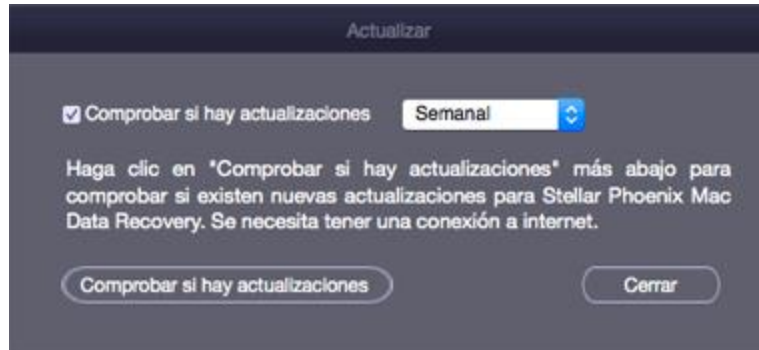 Actualizar
Comprobar si hay actualizaciones Semanal
Haga clic en "Comprobar si hay actualizaciones" más abajo para
comprobar si existen nuevas actualizaciones para Stellar Phoenix Mac
Data Recovery. Se necesita tener una conexión a internet.
Comprobar si hay actualizaciones Cerrar